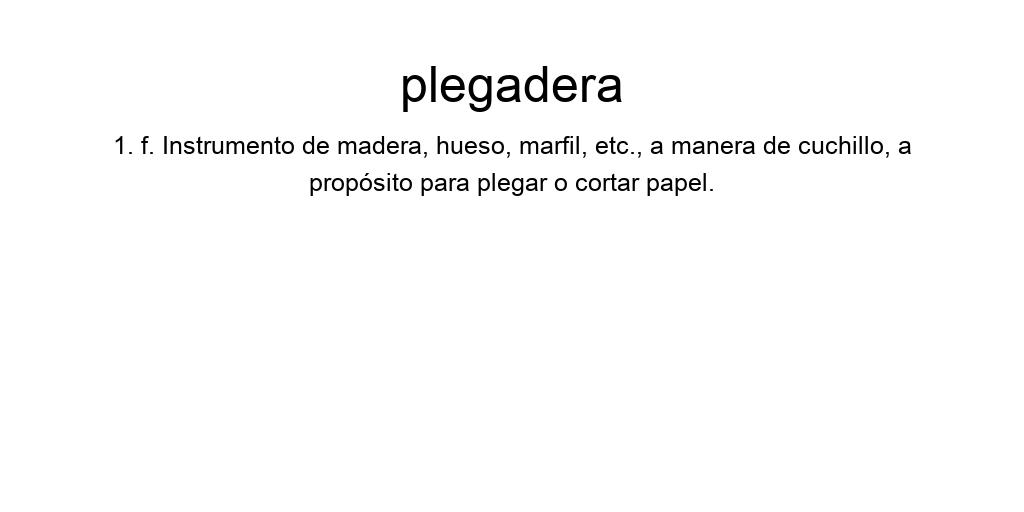 plegadera
1. f. Instrumento de madera, hueso, marfil, etc., a manera de cuchillo, a
propósito para plegar o cortar papel.